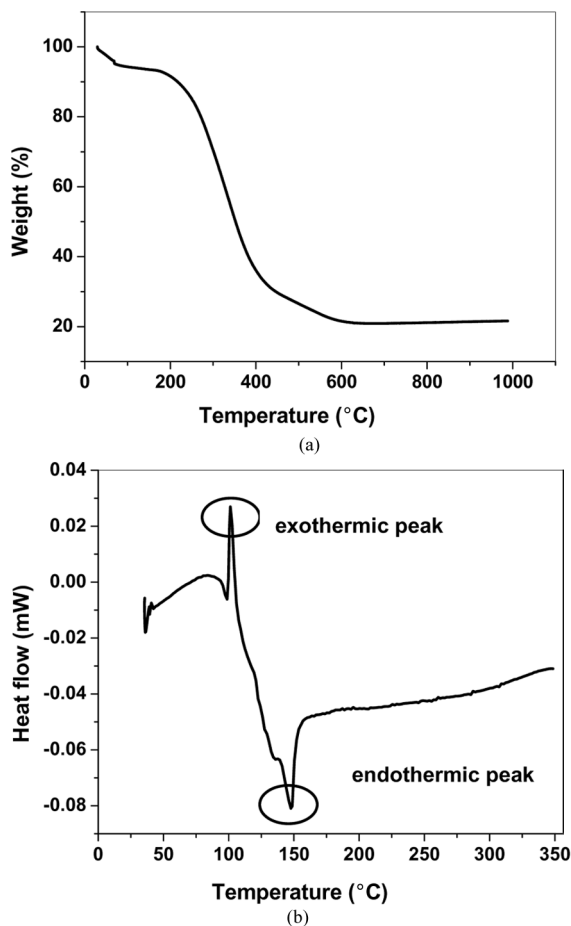 100
80
60
40
20
Weight (%)
0 200 400 600 800 1000
Temperature (°C)
(a)
0.04
0.02
0.00
-0.02
-0.04
-0.06
-0.08
Heat flow (mW)
exothermic peak
endothermic peak
0 50 100 150 200 250 300 350
Temperature (°C)
(b)